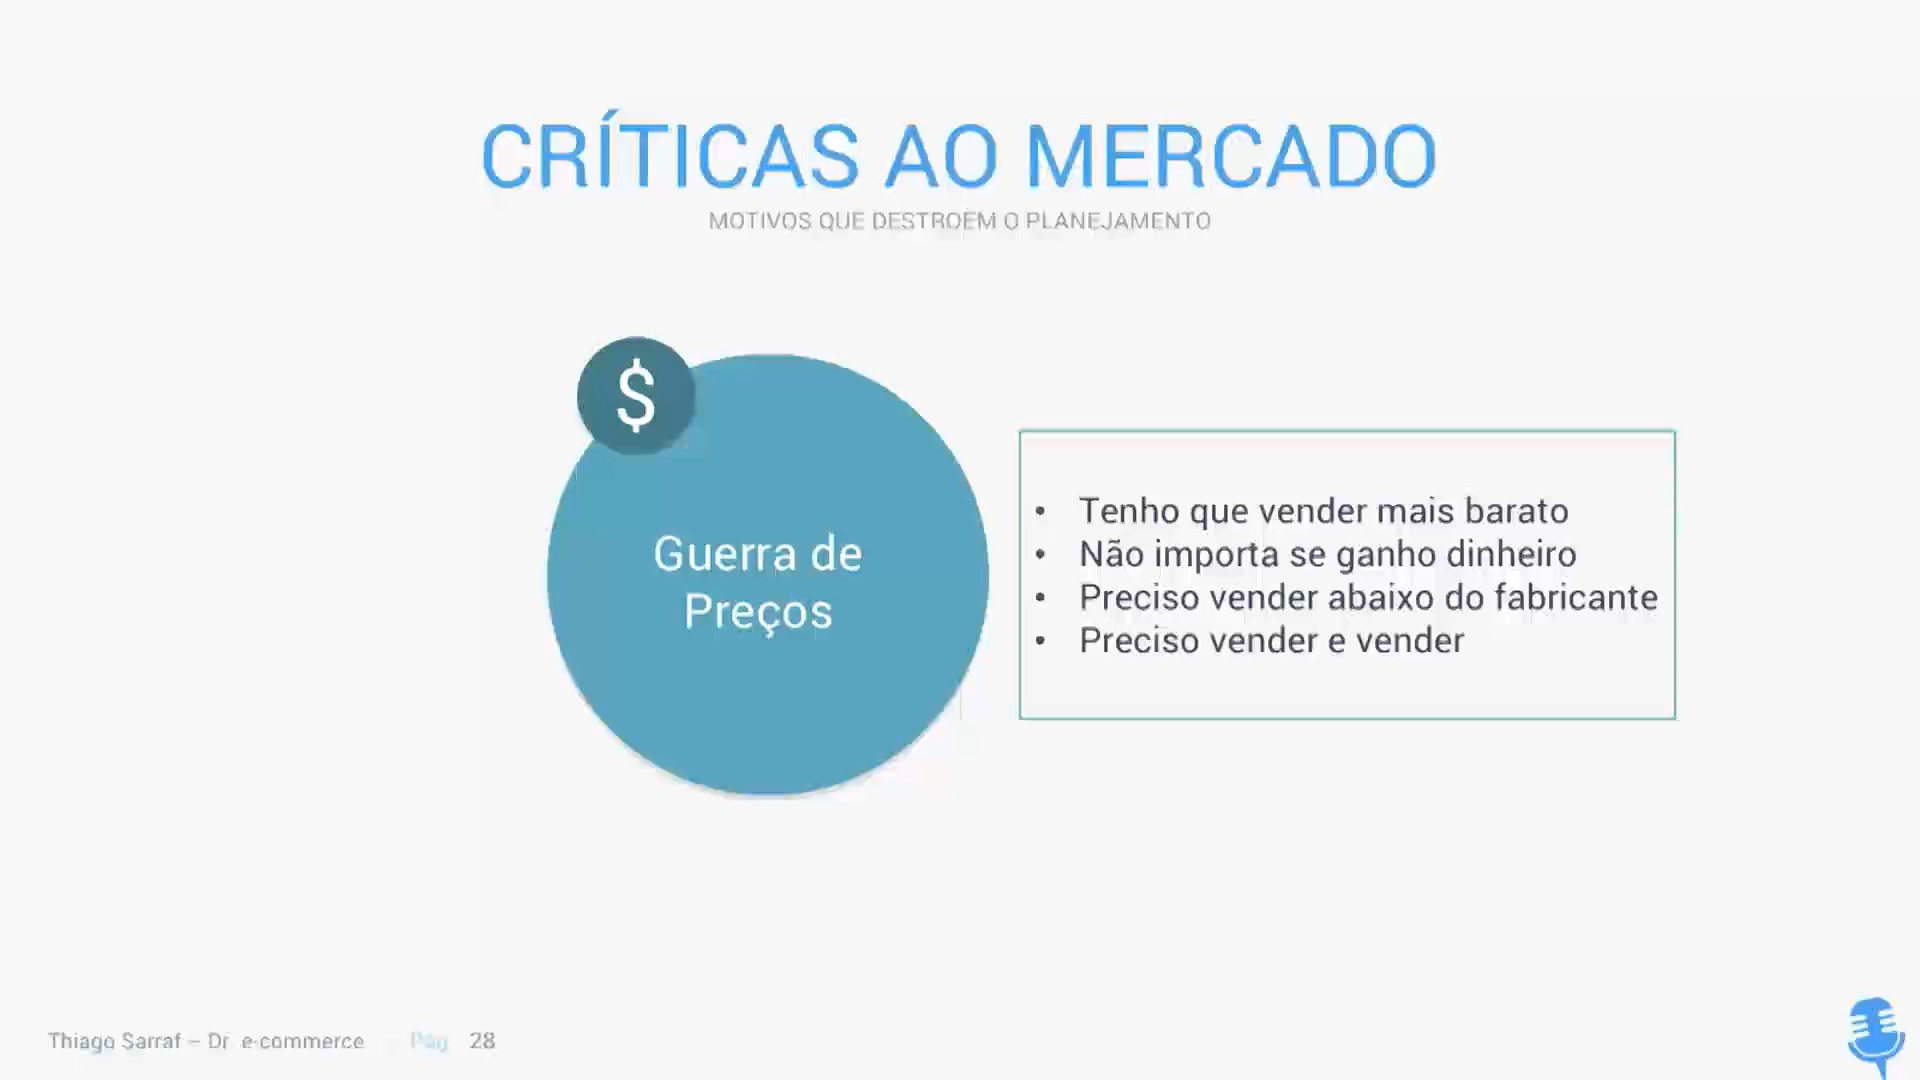 CRÍTICAS AO MERCADO
MOTIVOS QUE DESTROEM O PLANEJAMENTO
$
Guerra de
Preços
• Tenho que vender mais barato
• Não importa se ganho dinheiro
• Preciso vender abaixo do fabricante
• Preciso vender e vender
Thiago Sarraf – Dr. e-commerce Pág 28